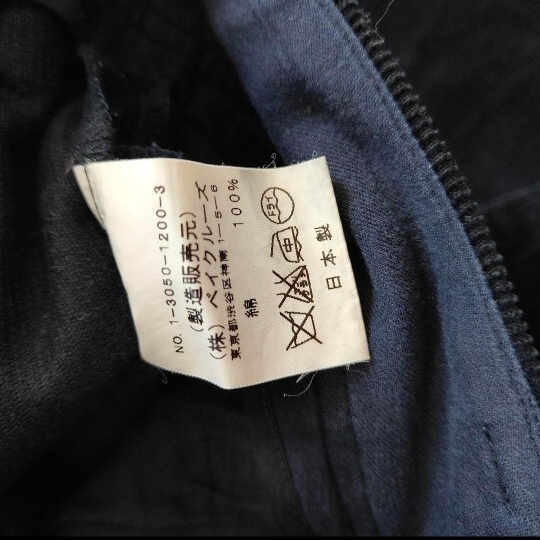 NO. 1-3050-1200-3
(製造販売元)
(株) ベイクルーズ
東京都渋谷区神南1-5-6
綿 100%
中
ドライ
日本製